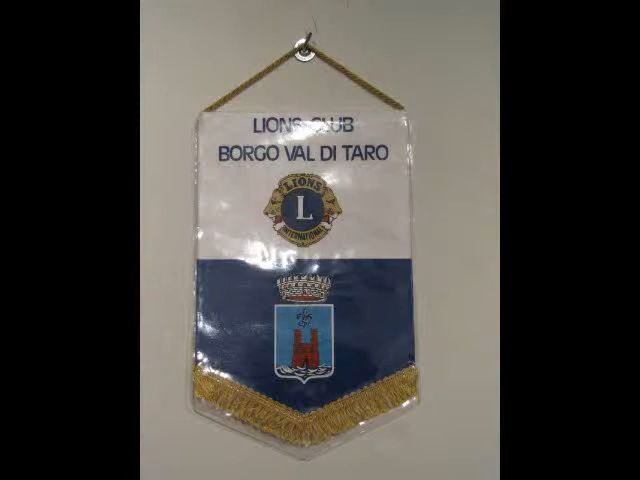 LIONS CLUB
BORGO VAL DI TARO
LIONS
L
INTERNATIONAL